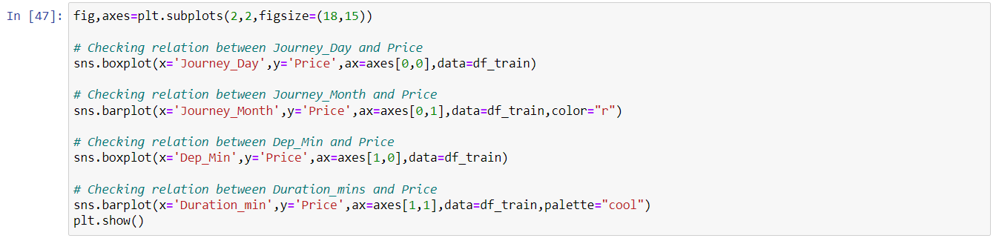 In [47]: fig,axes=plt.subplots(2,2,figsize=(18,15))
# Checking relation between Journey_Day and Price
sns.boxplot(x='Journey_Day',y='Price',ax=axes[0,0],data=df_train)
# Checking relation between Journey_Month and Price
sns.barplot(x='Journey_Month',y='Price',ax=axes[0,1],data=df_train,color="r")
# Checking relation between Dep_Min and Price
sns.boxplot(x='Dep_Min',y='Price',ax=axes[1,0],data=df_train)
# Checking relation between Duration_mins and Price
sns.barplot(x='Duration_min',y='Price',ax=axes[1,1],data=df_train,palette="cool")
plt.show()